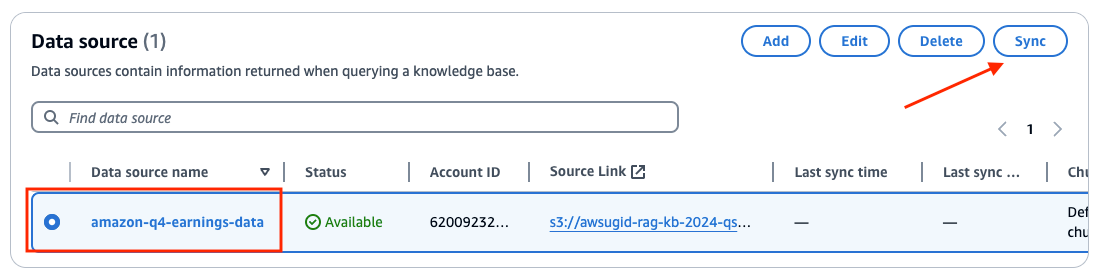 Data source (1)
Add
Edit
Delete
Sync
Data sources contain information returned when querying a knowledge base.
Find data source
1
Data source name
Status
Account ID
Source Link
Last sync time
Last sync ...
Chu
amazon-q4-earnings-data
Available
62009232...
s3://awsugid-rag-kb-2024-qs...
—
—
Def
chu